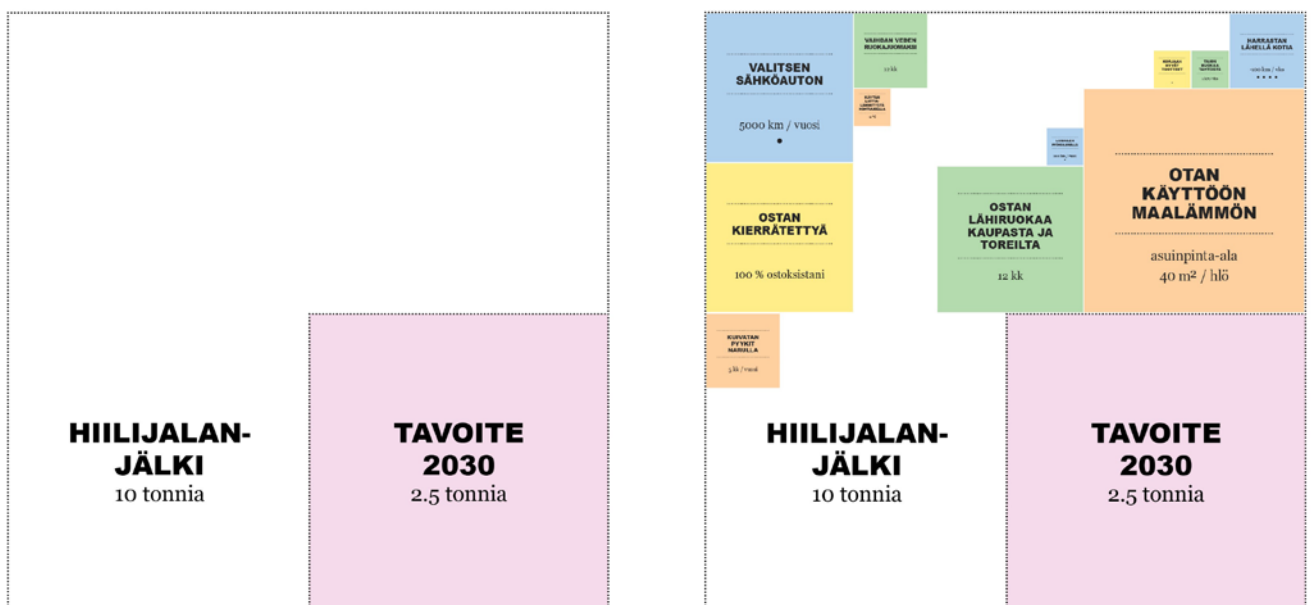 HIILIJALAN-
JÄLKI
10 tonnia
TAVOITE
2030
2.5 tonnia
VALITSEN
SÄHKÖAUTON
5000 km / vuosi
VAIHDAN VEDEN
RUOKAJUOMAKSI
12 kk
HARRASTAN
LÄHELLÄ KOTIA
OSTAN
KIERRÄTETTYÄ
100 % ostoksistani
OSTAN
LÄHIRUOKAA
KAUPASTA JA
TOREILTA
12 kk
OTAN
KÄYTTÖÖN
MAALÄMMÖN
asuinpinta-ala
40 m² / hlö
KUIVATAN
PYYKIT
NARULLA
HIILIJALAN-
JÄLKI
10 tonnia
TAVOITE
2030
2.5 tonnia